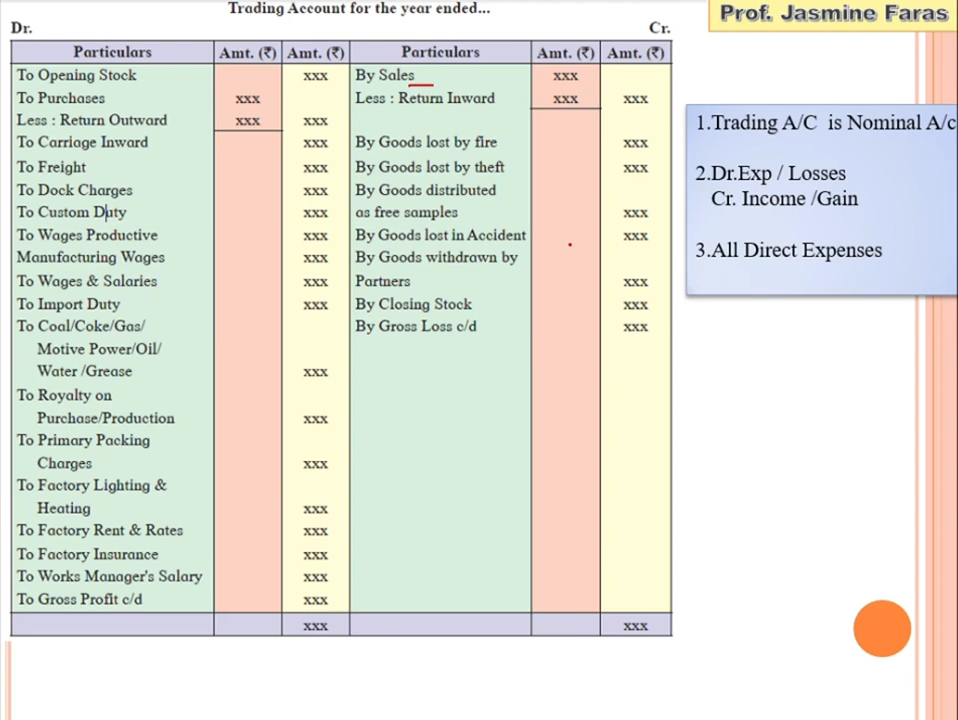 Trading Account for the year ended...
Prof. Jasmine Faras
Dr. Cr.
Particulars Amt. (₹) Amt. (₹) Particulars Amt. (₹) Amt. (₹)
To Opening Stock xxx By Sales xxx
To Purchases xxx Less : Return Inward xxx xxx
Less : Return Outward xxx xxx
To Carriage Inward xxx By Goods lost by fIre xxx
To Freight xxx By Goods lost by theft xxx
To Dock Charges xxx By Goods distributed
To Custom Duty xxx as free samples xxx
To Wages Productive xxx By Goods lost in Accident xxx
Manufacturing Wages xxx By Goods withdrawn by
To Wages & Salaries xxx Partners xxx
To Import Duty xxx By Closing Stock xxx
To Coal/Coke/Gas/ By Gross Loss c/d xxx
Motive Power/Oil/
Water /Grease xxx
To Royalty on
Purchase/Production xxx
To Primary Packing
Charges xxx
To Factory Lighting &
Heating xxx
To Factory Rent & Rates xxx
To Factory Insurance xxx
To Works Manager's Salary xxx
To Gross Profit c/d xxx
xxx xxx
1.Trading A/C is Nominal A/c
2.Dr.Exp / Losses
Cr. Income /Gain
3.All Direct Expenses